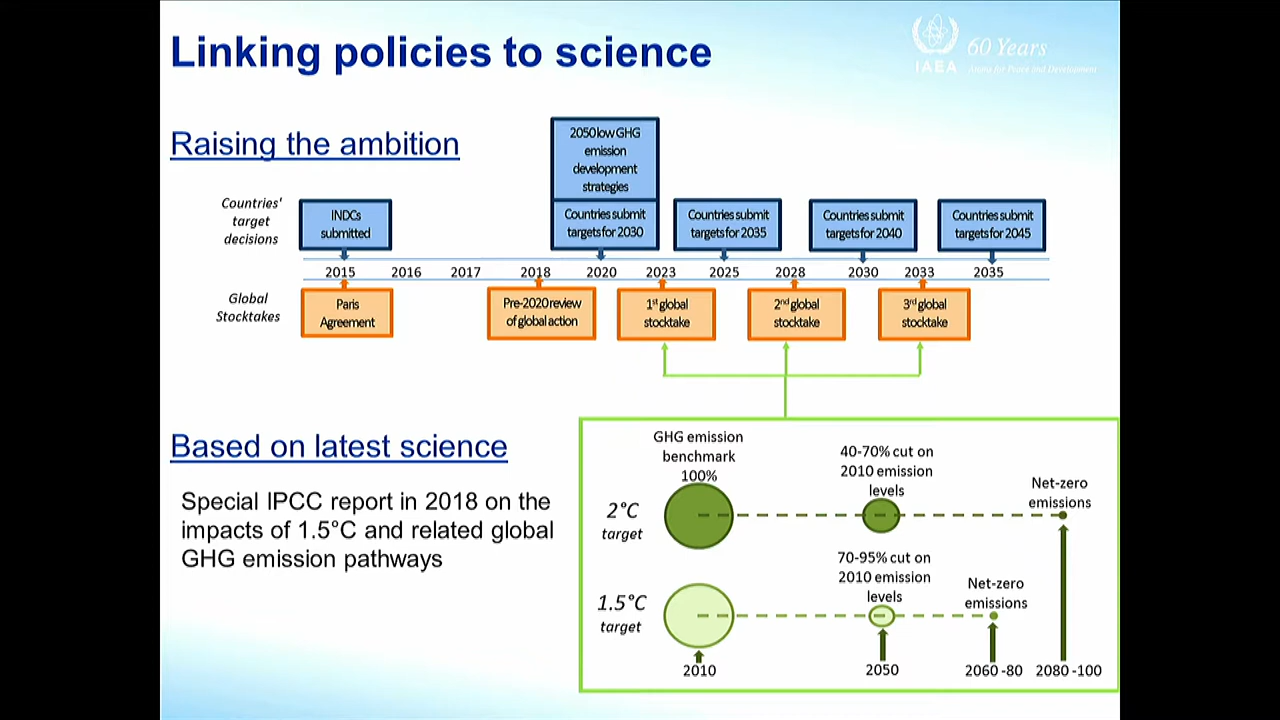 Linking policies to science
60 Years
IAEA
Atoms for Peace and Development
Raising the ambition
2050 low GHG
emission
development
strategies
Countries'
target
decisions
INDCs
submitted
Countries submit
targets for 2030
Countries submit
targets for 2035
Countries submit
targets for 2040
Countries submit
targets for 2045
2015 2016 2017 2018 2020 2023 2025 2028 2030 2033 2035
Global
Stocktakes
Paris
Agreement
Pre-2020 review
of global action
1st global
stocktake
2nd global
stocktake
3rd global
stocktake
Based on latest science
Special IPCC report in 2018 on the
impacts of 1.5°C and related global
GHG emission pathways
GHG emission
benchmark
100%
40-70% cut on
2010 emission
levels
Net-zero
emissions
2°C
target
70-95% cut on
2010 emission
levels
Net-zero
emissions
1.5°C
target
2010 2050 2060 -80 2080 -100